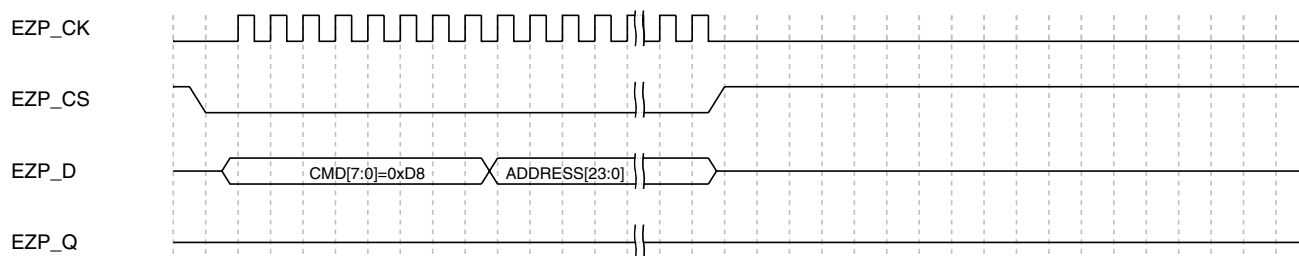 EZP_CK
EZP_CS
EZP_D CMD[7:0]=0xD8 ADDRESS[23:0]
EZP_Q